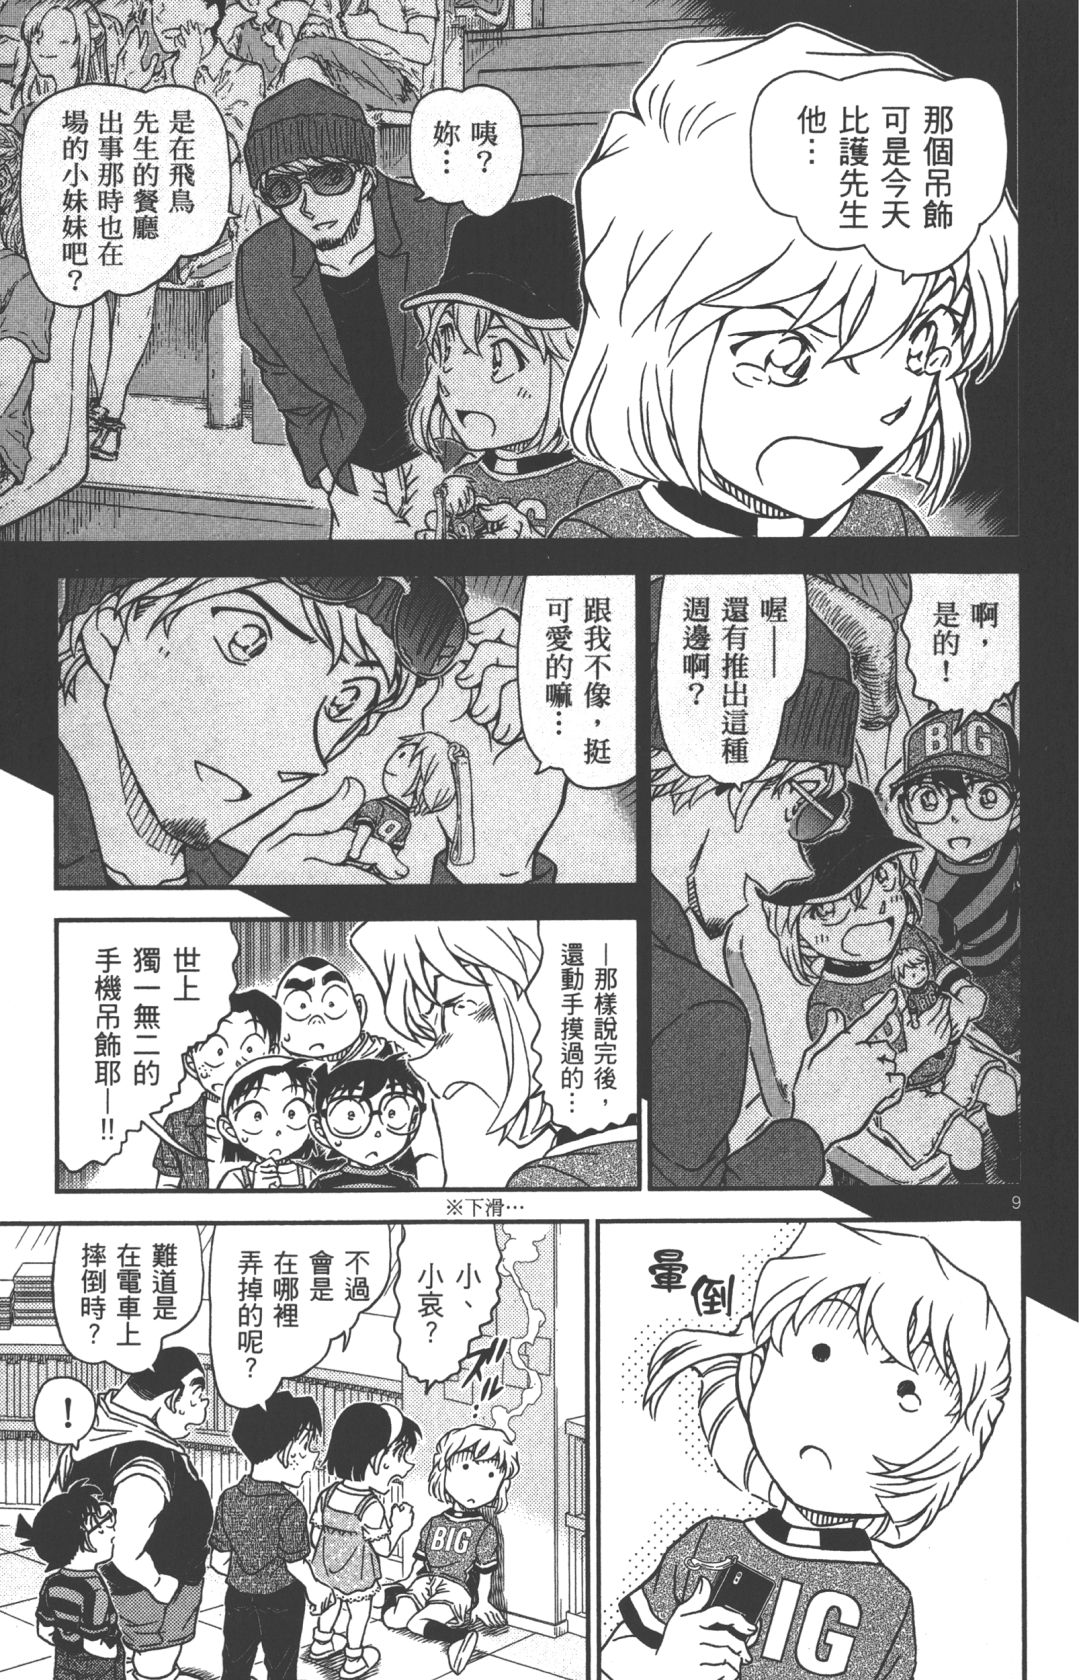 那個吊飾
可是今天
比護先生
他…
咦？
妳…
是在飛鳥
先生的餐廳
出事那時也在
場的小妹妹吧？
啊，
是的！
BIG
喔——
還有推出這種
週邊啊？
跟我不像，挺
可愛的嘛…
—那樣說完後，
還動手摸過的…
世上
獨一無二的
手機吊飾耶—!!
9
暈倒
IG
※下滑…
小、
小哀？
不過
會是
在哪裡
弄掉的呢？
難道是
在電車上
摔倒時？
！
BIG